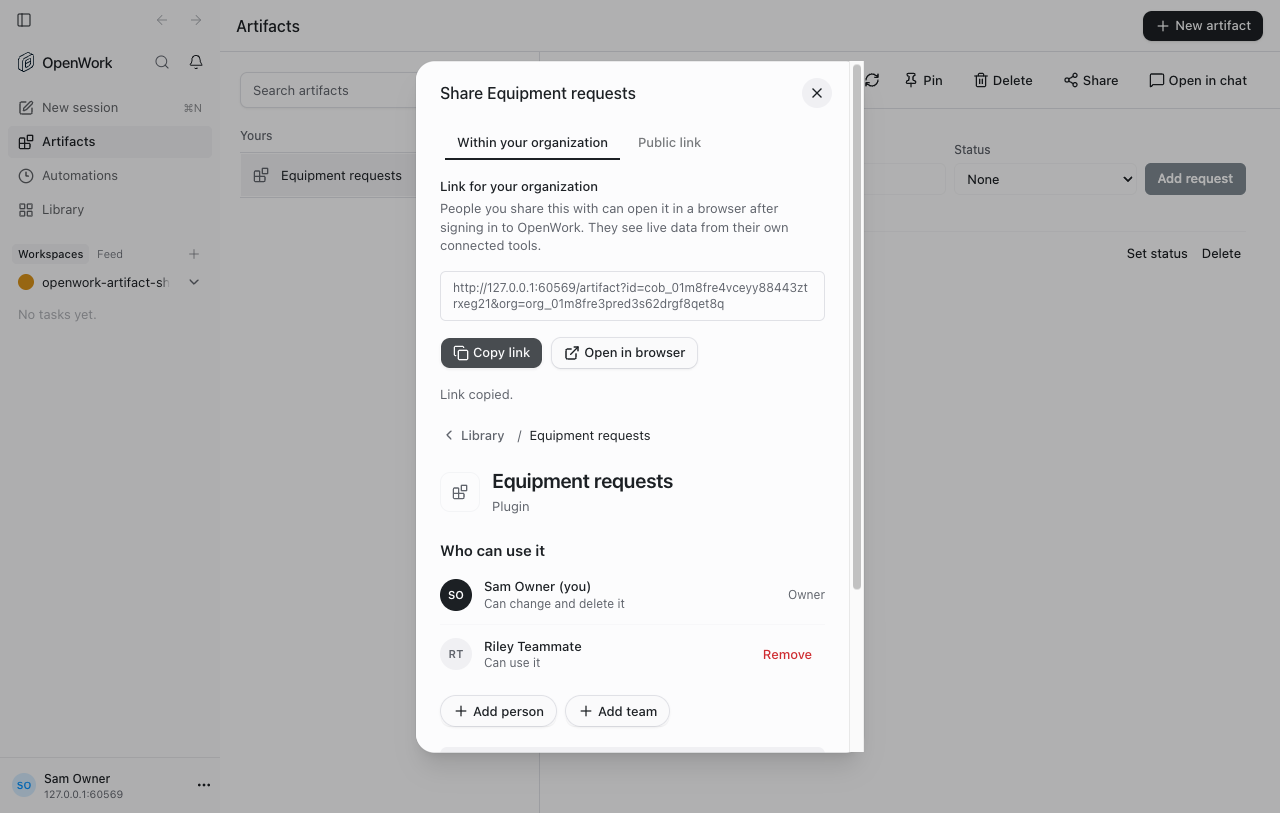 Artifacts
New artifact
OpenWork
New session
⌘N
Artifacts
Automations
Library
Workspaces
Feed
openwork-artifact-sh
No tasks yet.
Sam Owner
127.0.0.1:60569
SO
Search artifacts
Yours
Equipment requests
Pin
Delete
Share
Open in chat
Status
None
Add request
Set status
Delete
Share Equipment requests
Within your organization
Public link
Link for your organization
People you share this with can open it in a browser after
signing in to OpenWork. They see live data from their own
connected tools.
http://127.0.0.1:60569/artifact?id=cob_01m8fre4vceyy88443zt
rxeg21&org=org_01m8fre3pred3s62drgf8qet8q
Copy link
Open in browser
Link copied.
Library / Equipment requests
Equipment requests
Plugin
Who can use it
SO
Sam Owner (you)
Can change and delete it
Owner
RT
Riley Teammate
Can use it
Remove
Add person
Add team